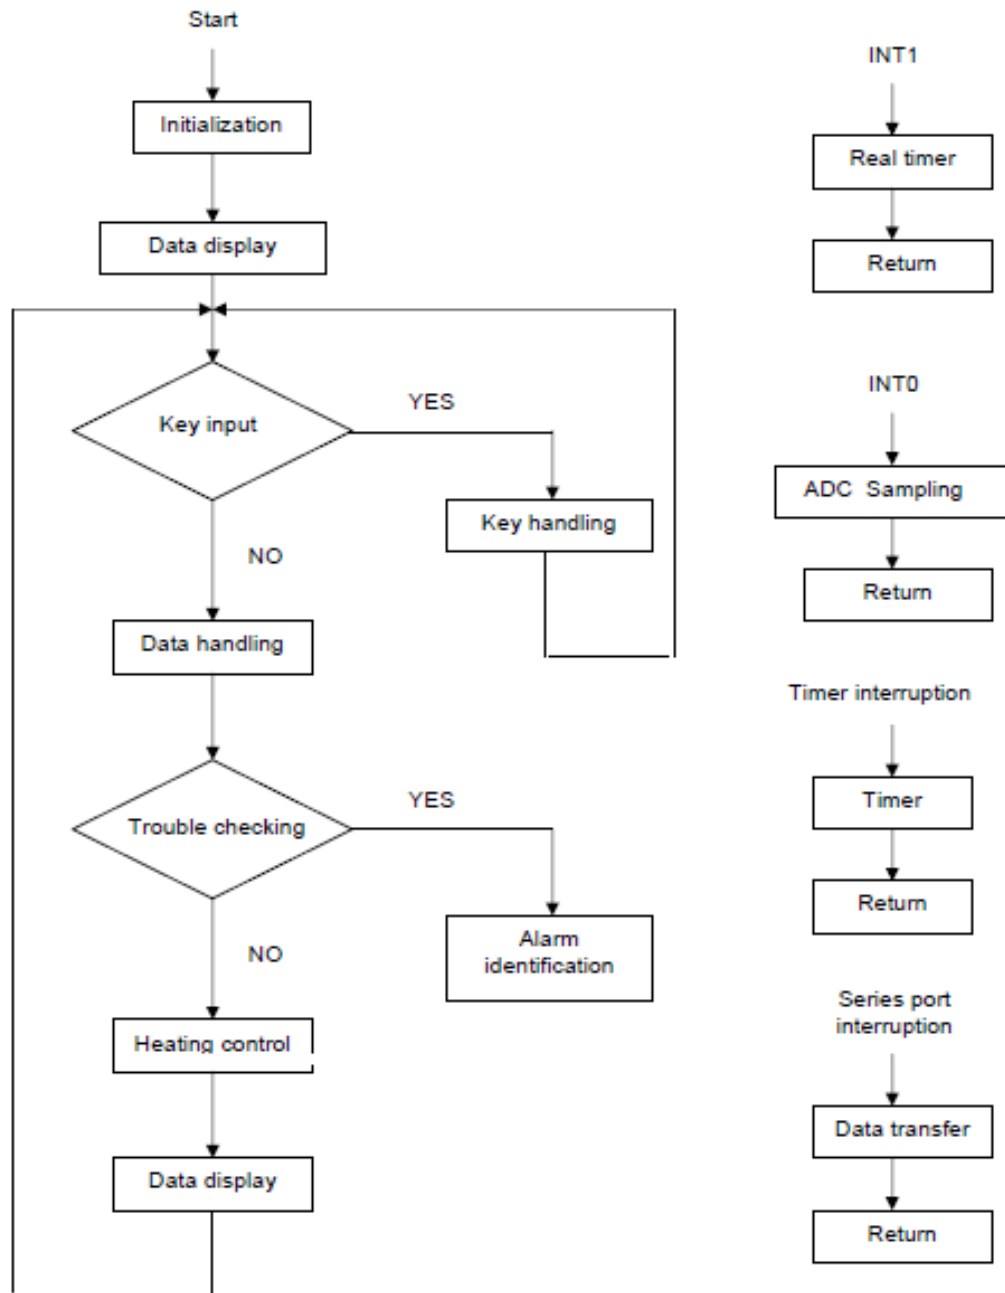 Start
Initialization
Data display
Key input
YES
Key handling
NO
Data handling
Trouble checking
YES
Alarm
identification
NO
Heating control
Data display
INT1
Real timer
Return
INT0
ADC Sampling
Return
Timer interruption
Timer
Return
Series port
interruption
Data transfer
Return